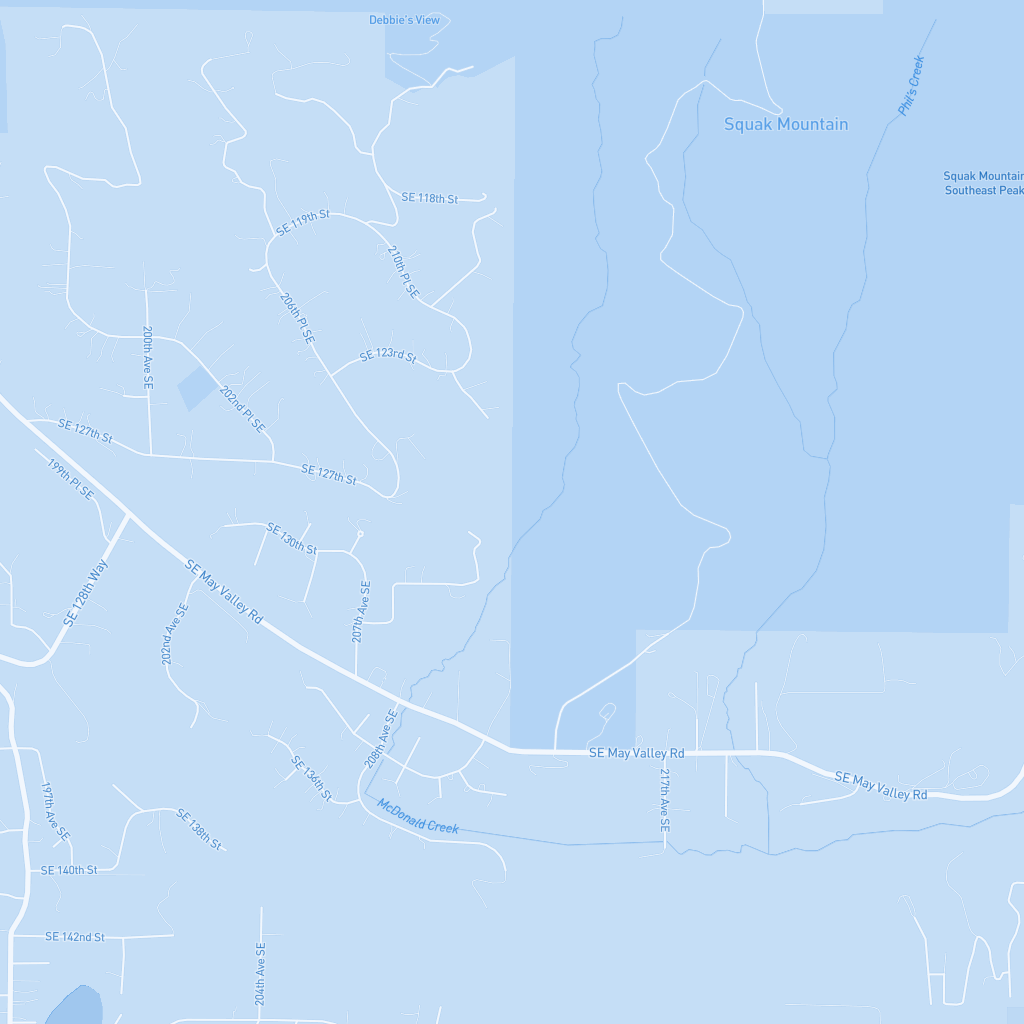 Debbie's View
Phil's Creek
Squak Mountain
Squak Mountain
Southeast Peak
SE 118th St
SE 119th St
210th Pl SE
206th Pl SE
200th Ave SE
SE 123rd St
202nd Pl SE
SE 127th St
SE 127th St
199th Pl SE
SE 130th St
SE 128th Way
SE May Valley Rd
207th Ave SE
202nd Ave SE
208th Ave SE
SE May Valley Rd
SE May Valley Rd
SE 136th St
217th Ave SE
197th Ave SE
McDonald Creek
SE 138th St
SE 140th St
SE 142nd St
204th Ave SE